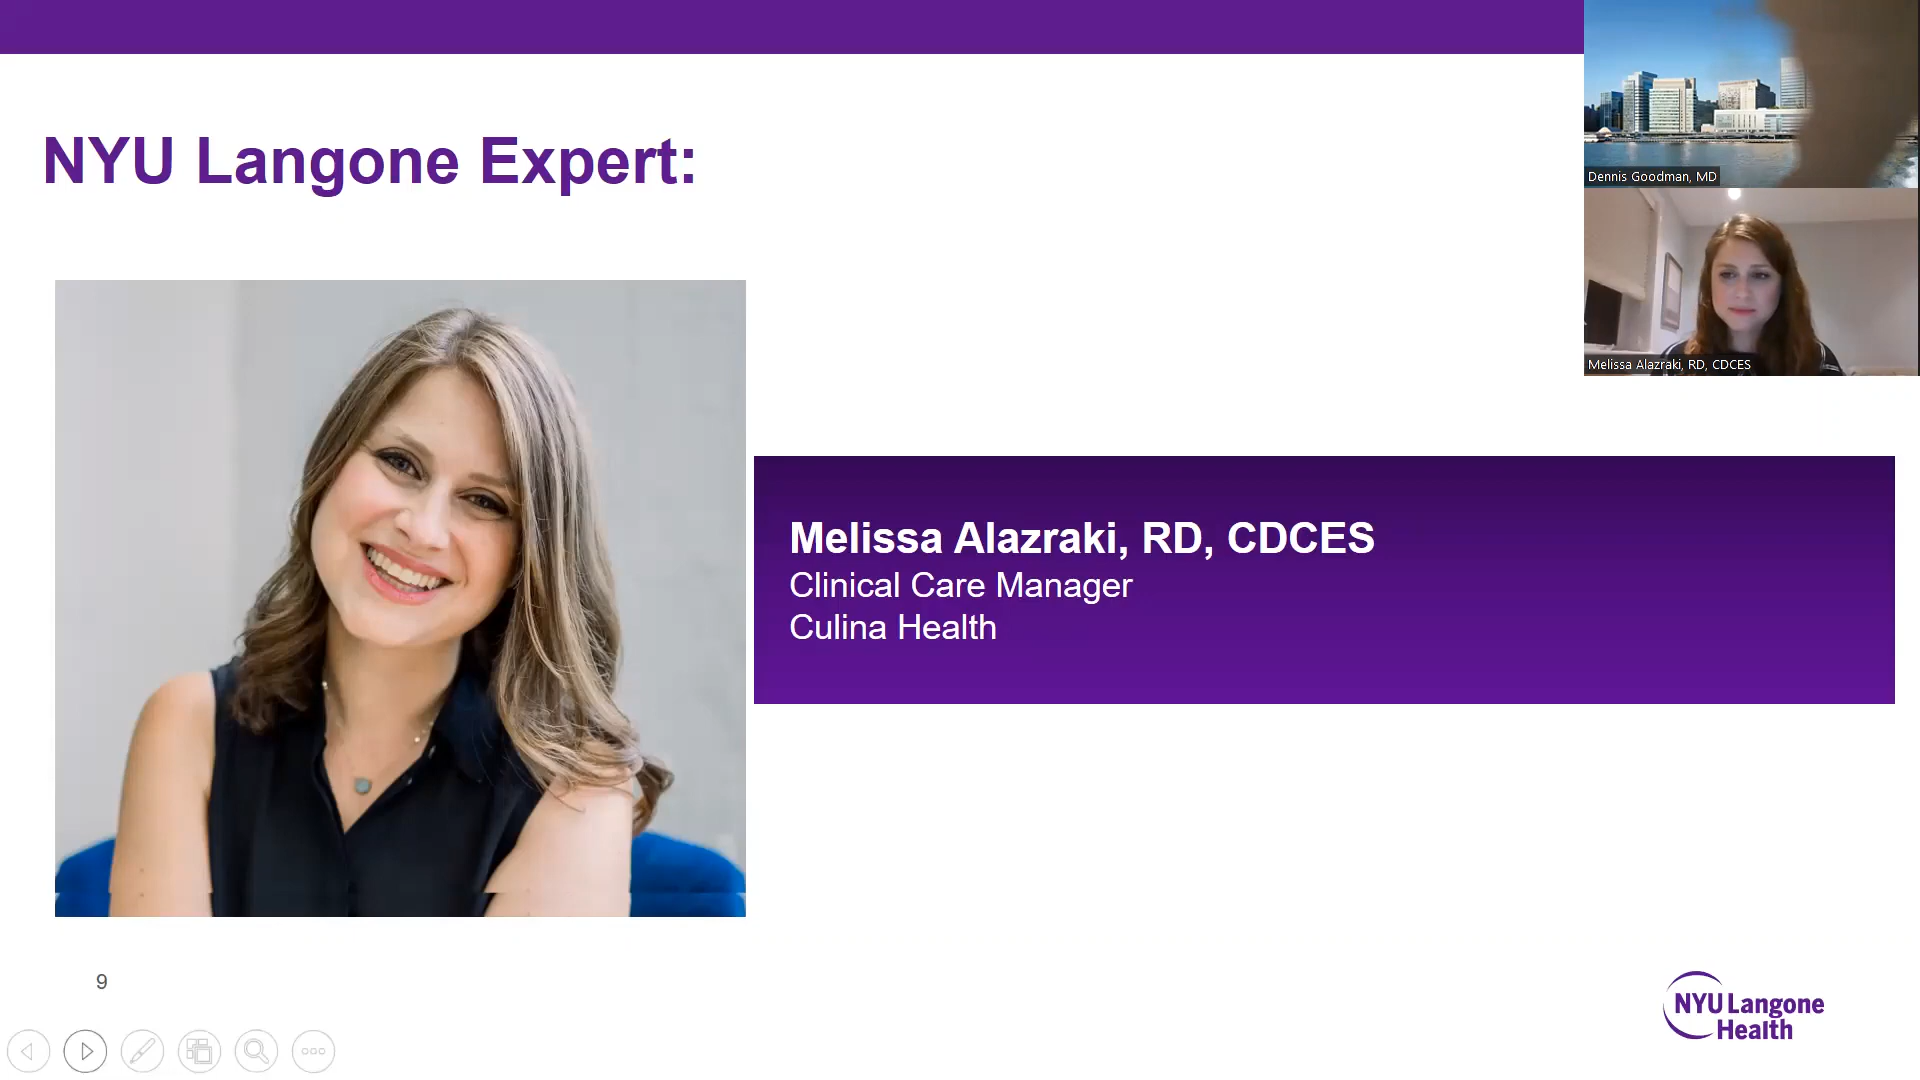 NYU Langone Expert:
Dennis Goodman, MD
Melissa Alazraki, RD, CDCES
Melissa Alazraki, RD, CDCES
Clinical Care Manager
Culina Health
9
NYU Langone
Health